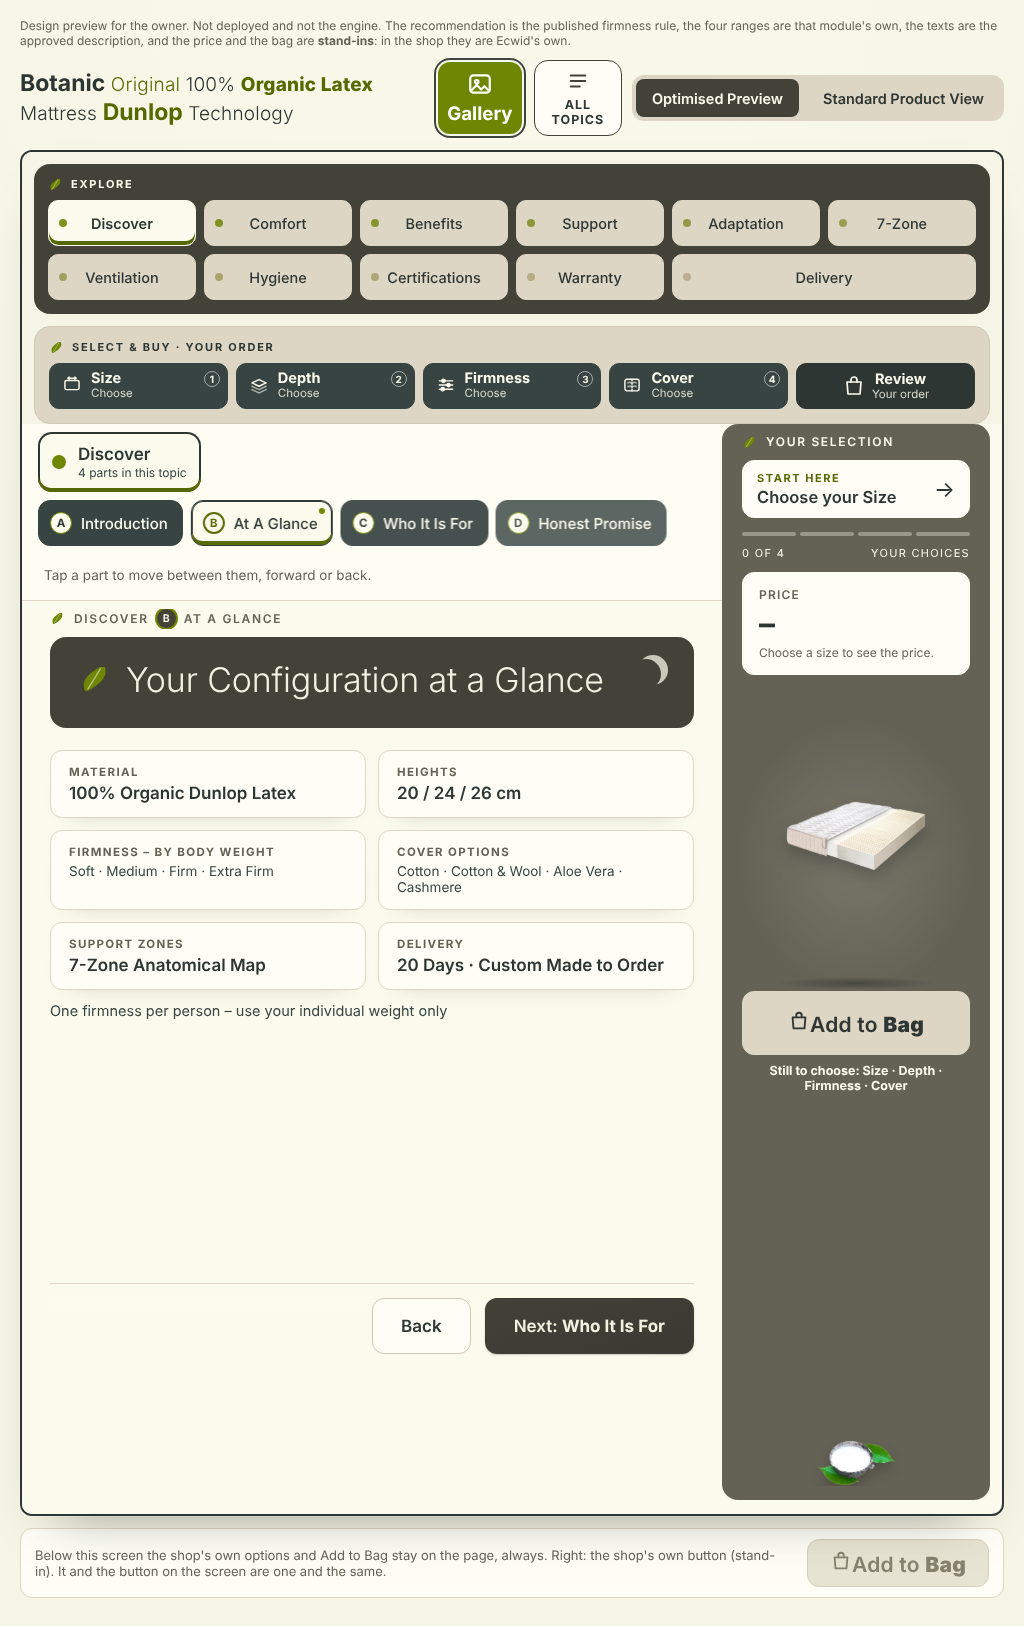 Design preview for the owner. Not deployed and not the engine. The recommendation is the published firmness rule, the four ranges are that module's own, the texts are the
approved description, and the price and the bag are stand-ins: in the shop they are Ecwid's own.
Botanic Original 100% Organic Latex
Mattress Dunlop Technology
Gallery
ALL
TOPICS
Optimised Preview
Standard Product View
EXPLORE
Discover
Comfort
Benefits
Support
Adaptation
7-Zone
Ventilation
Hygiene
Certifications
Warranty
Delivery
SELECT & BUY · YOUR ORDER
Size
Choose
1
Depth
Choose
2
Firmness
Choose
3
Cover
Choose
4
Review
Your order
Discover
4 parts in this topic
A Introduction
B At A Glance
C Who It Is For
D Honest Promise
Tap a part to move between them, forward or back.
DISCOVER B AT A GLANCE
Your Configuration at a Glance
MATERIAL
100% Organic Dunlop Latex
HEIGHTS
20 / 24 / 26 cm
FIRMNESS – BY BODY WEIGHT
Soft · Medium · Firm · Extra Firm
COVER OPTIONS
Cotton · Cotton & Wool · Aloe Vera ·
Cashmere
SUPPORT ZONES
7-Zone Anatomical Map
DELIVERY
20 Days · Custom Made to Order
One firmness per person – use your individual weight only
Back
Next: Who It Is For
YOUR SELECTION
START HERE
Choose your Size
0 OF 4
YOUR CHOICES
PRICE
–
Choose a size to see the price.
Add to Bag
Still to choose: Size · Depth ·
Firmness · Cover
Below this screen the shop's own options and Add to Bag stay on the page, always. Right: the shop's own button (stand-
in). It and the button on the screen are one and the same.
Add to Bag